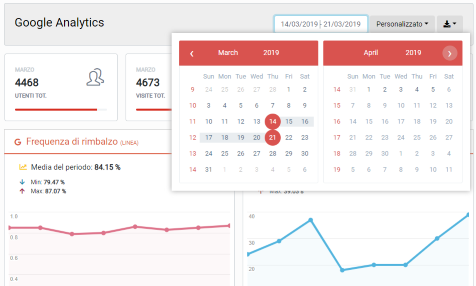 Google Analytics
14/03/2019 - 21/03/2019
Personalizzato
MARZO
4468
UTENTI TOT.
MARZO
4673
VISITE TOT.
March 2019
Sun Mon Tue Wed Thu Fri Sat
9 24 25 26 27 28 1 2
10 3 4 5 6 7 8 9
11 10 11 12 13 14 15 16
12 17 18 19 20 21 22 23
13 24 25 26 27 28 29 30
14 31 1 2 3 4 5 6
April 2019
Sun Mon Tue Wed Thu Fri Sat
14 31 1 2 3 4 5 6
15 7 8 9 10 11 12 13
16 14 15 16 17 18 19 20
17 21 22 23 24 25 26 27
18 28 29 30 1 2 3 4
19 5 6 7 8 9 10 11
Frequenza di rimbalzo (LINEA)
Media del periodo: 84.15 %
Min: 79.47 %
Max: 87.07 %
1.0
0.8
0.6
0.4
Max:
40
30
20